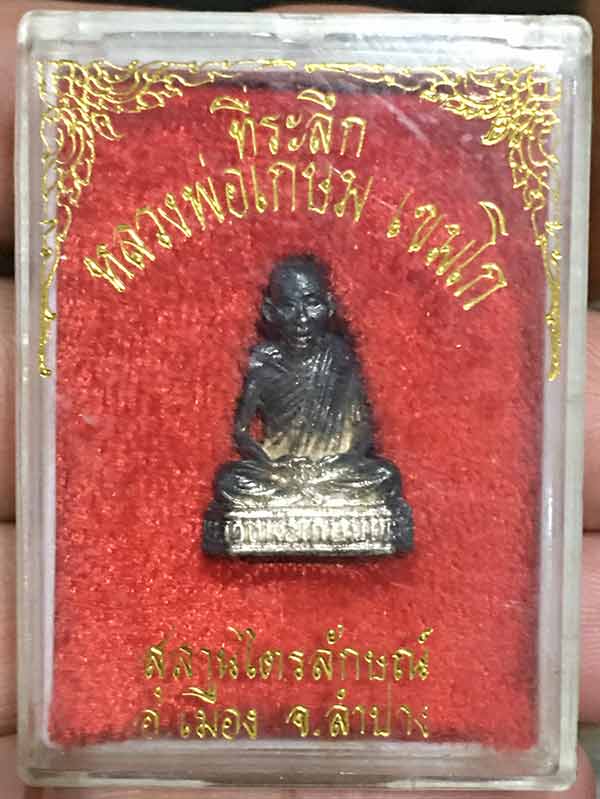 ที่ระลึก
หลวงพ่อเกษม เขมโก
สุสานไตรลักษณ์
อ.เมือง จ.ลำปาง